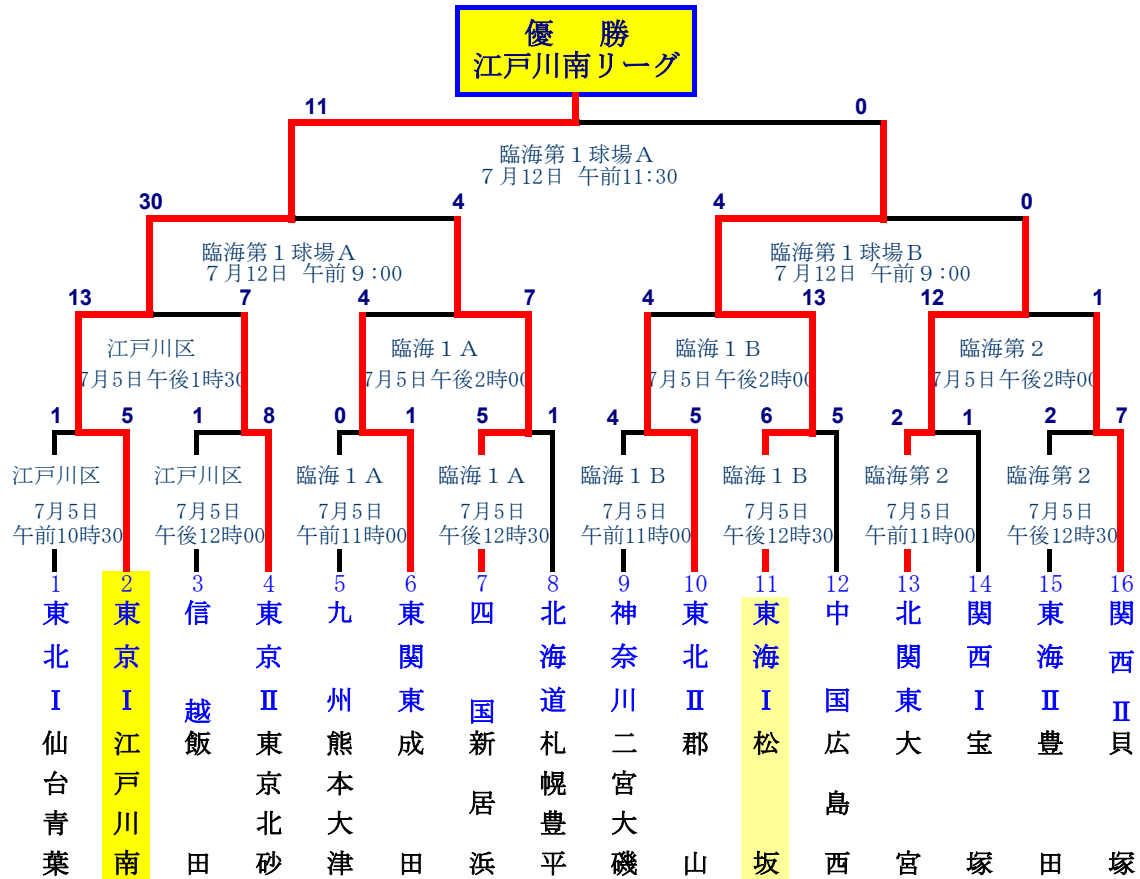 優　勝
江戸川南リーグ
11
0
臨海第１球場Ａ
７月12日 午前11:30
30
4
4
0
臨海第１球場Ａ
７月12日 午前９:00
臨海第１球場Ｂ
７月12日 午前９:00
13
7
4
7
4
13
12
1
江戸川区
7月5日午後1時30
臨海１Ａ
7月5日午後2時00
臨海１Ｂ
7月5日午後2時00
臨海第２
7月5日午後2時00
1
5
1
8
0
1
5
1
4
5
6
5
2
1
2
7
江戸川区
7月5日
午前10時30
江戸川区
7月5日
午後12時00
臨海１Ａ
7月5日
午前11時00
臨海１Ａ
7月5日
午後12時30
臨海１Ｂ
7月5日
午前11時00
臨海１Ｂ
7月5日
午後12時30
臨海第２
7月5日
午前11時00
臨海第２
7月5日
午後12時30
1
東北Ⅰ
仙台青葉
2
東京Ⅰ
江戸川南
3
信越
飯田
4
東京Ⅱ
東京北砂
5
九州
熊本大津
6
東関東
成田
7
四国
新居浜
8
北海道
札幌豊平
9
神奈川
二宮大磯
10
東北Ⅱ
郡山
11
東海Ⅰ
松坂
12
中国
広島西
13
北関東
大宮
14
関西Ⅰ
宝塚
15
東海Ⅱ
豊田
16
関西Ⅱ
貝塚